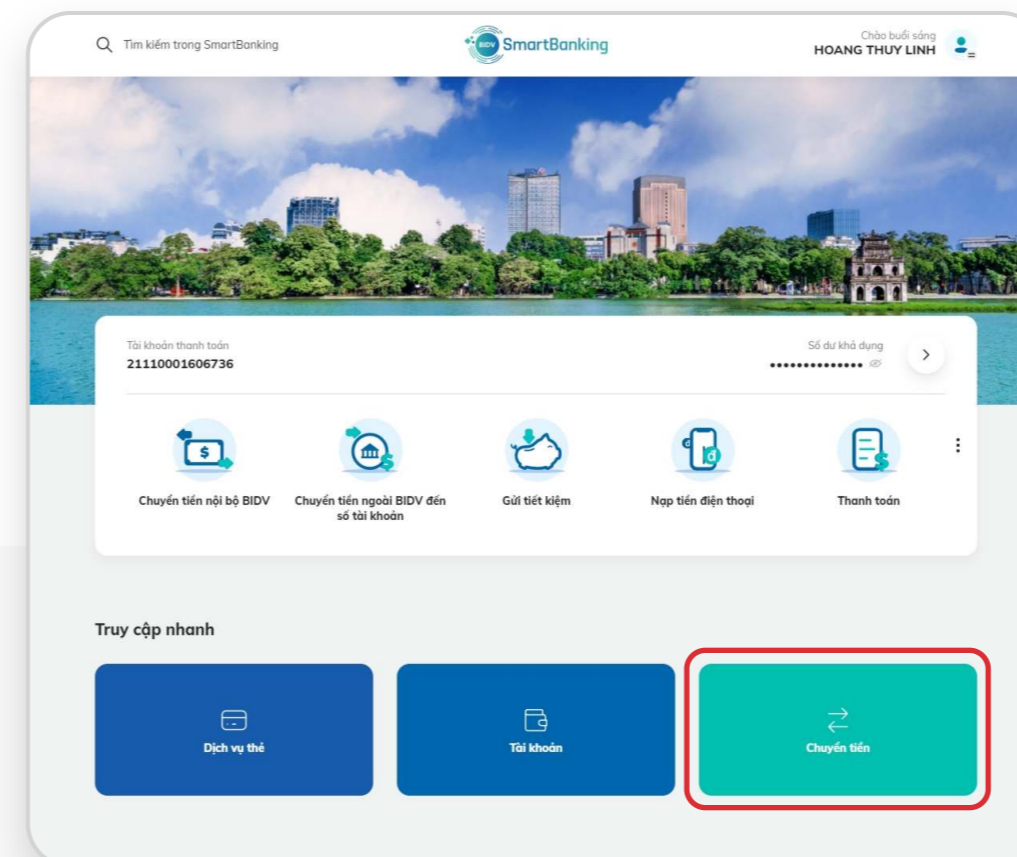 Tìm kiếm trong SmartBanking
BIDV SmartBanking
Chào buổi sáng
HOANG THUY LINH
Tài khoản thanh toán
21110001606736
Số dư khả dụng
••••••••••••••
Chuyển tiền nội bộ BIDV
Chuyển tiền ngoài BIDV đến
số tài khoản
Gửi tiết kiệm
Nạp tiền điện thoại
Thanh toán
Truy cập nhanh
Dịch vụ thẻ
Tài khoản
Chuyển tiền